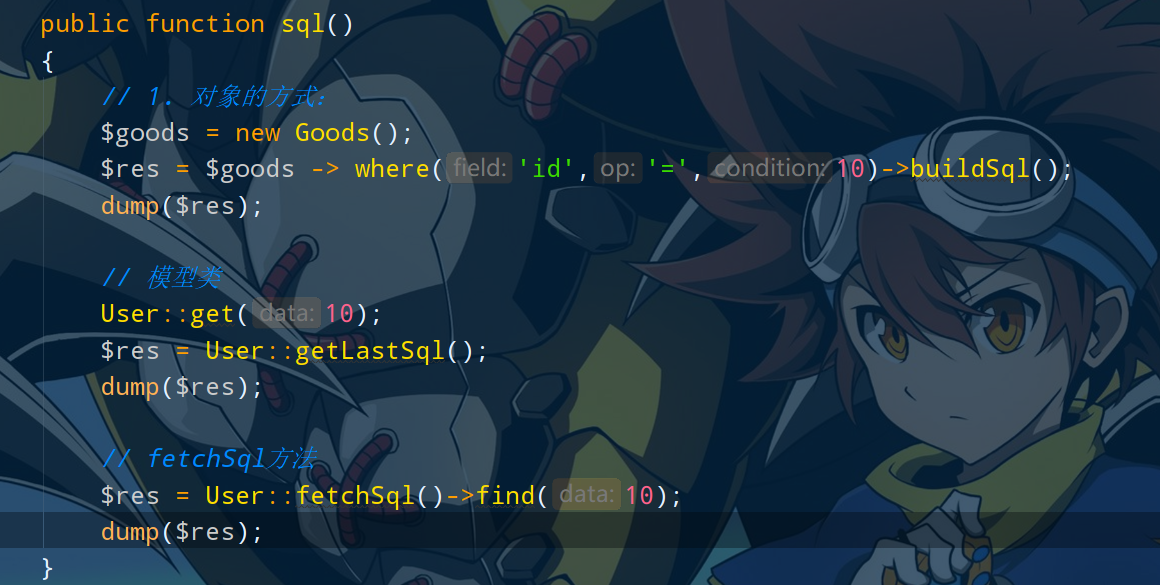 public function sql()
{
// 1. 对象的方式:
$goods = new Goods();
$res = $goods -> where( field: 'id', op: '=', condition: 10)->buildSql();
dump($res);
// 模型类
User::get( data: 10);
$res = User::getLastSql();
dump($res);
// fetchSql方法
$res = User::fetchSql()->find( data: 10);
dump($res);
}